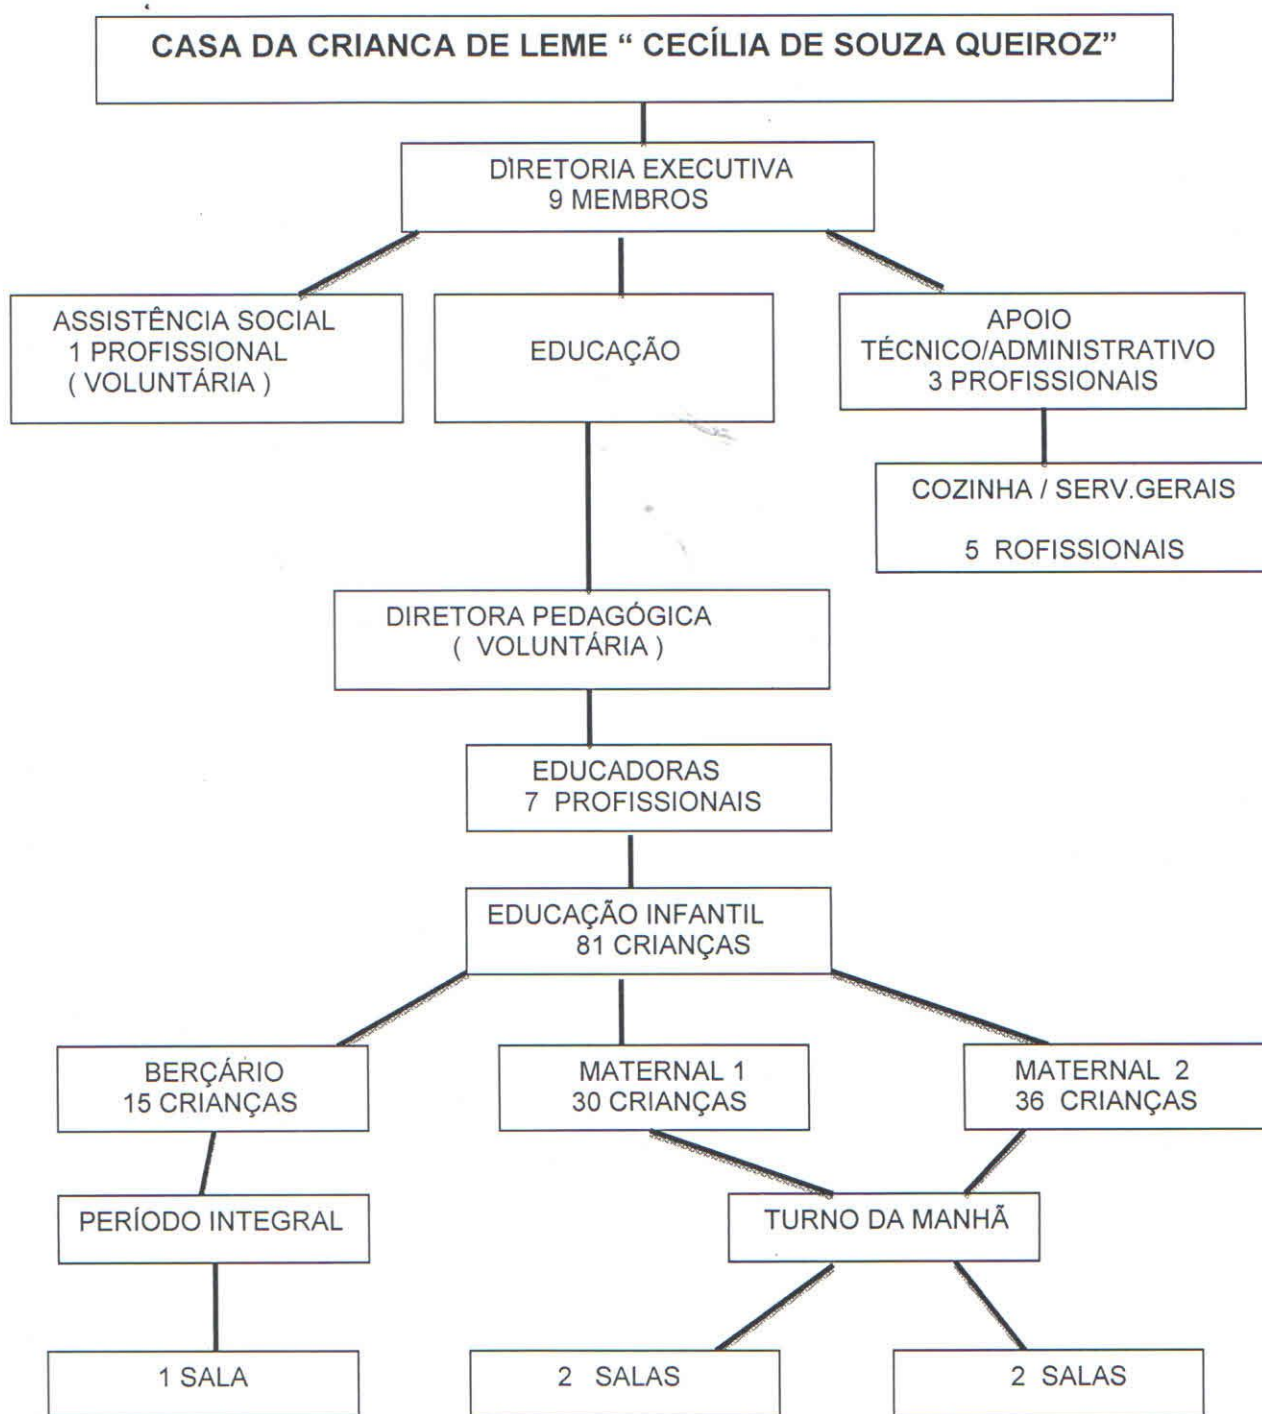 CASA DA CRIANCA DE LEME “ CECÍLIA DE SOUZA QUEIROZ”
DIRETORIA EXECUTIVA
9 MEMBROS
ASSISTÊNCIA SOCIAL
1 PROFISSIONAL
( VOLUNTÁRIA )
EDUCAÇÃO
APOIO
TÉCNICO/ADMINISTRATIVO
3 PROFISSIONAIS
COZINHA / SERV.GERAIS
5 ROFISSIONAIS
DIRETORA PEDAGÓGICA
( VOLUNTÁRIA )
EDUCADORAS
7 PROFISSIONAIS
EDUCAÇÃO INFANTIL
81 CRIANÇAS
BERÇÁRIO
15 CRIANÇAS
MATERNAL 1
30 CRIANÇAS
MATERNAL 2
36 CRIANÇAS
PERÍODO INTEGRAL
TURNO DA MANHÃ
1 SALA
2 SALAS
2 SALAS